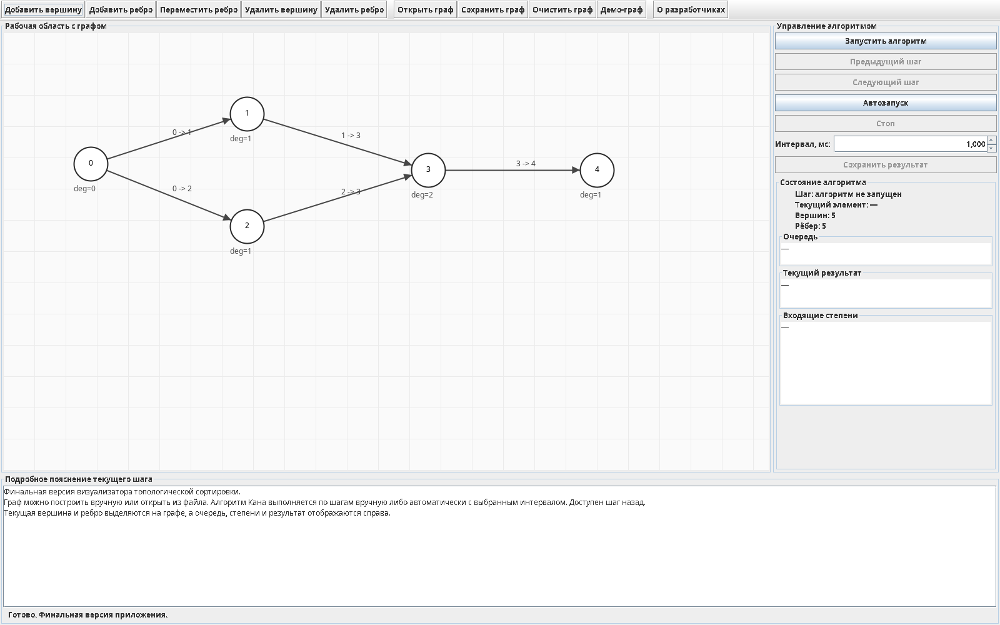 Добавить вершину Добавить ребро Переместить ребро Удалить вершину Удалить ребро Открыть граф Сохранить граф Очистить граф Демо-граф О разработчиках
Рабочая область с графом
0
deg=0
0 -> 1
0 -> 2
1
deg=1
2
deg=1
1 -> 3
2 -> 3
3
deg=2
3 -> 4
4
deg=1
Управление алгоритмом
Запустить алгоритм
Предыдущий шаг
Следующий шаг
Автозапуск
Стоп
Интервал, мс: 1,000
Сохранить результат
Состояние алгоритма
Шаг: алгоритм не запущен
Текущий элемент: —
Вершин: 5
Рёбер: 5
Очередь
—
Текущий результат
—
Входящие степени
—
Подробное пояснение текущего шага
Финальная версия визуализатора топологической сортировки.
Граф можно построить вручную или открыть из файла. Алгоритм Кана выполняется по шагам вручную либо автоматически с выбранным интервалом. Доступен шаг назад.
Текущая вершина и ребро выделяются на графе, а очередь, степени и результат отображаются справа.
Готово. Финальная версия приложения.